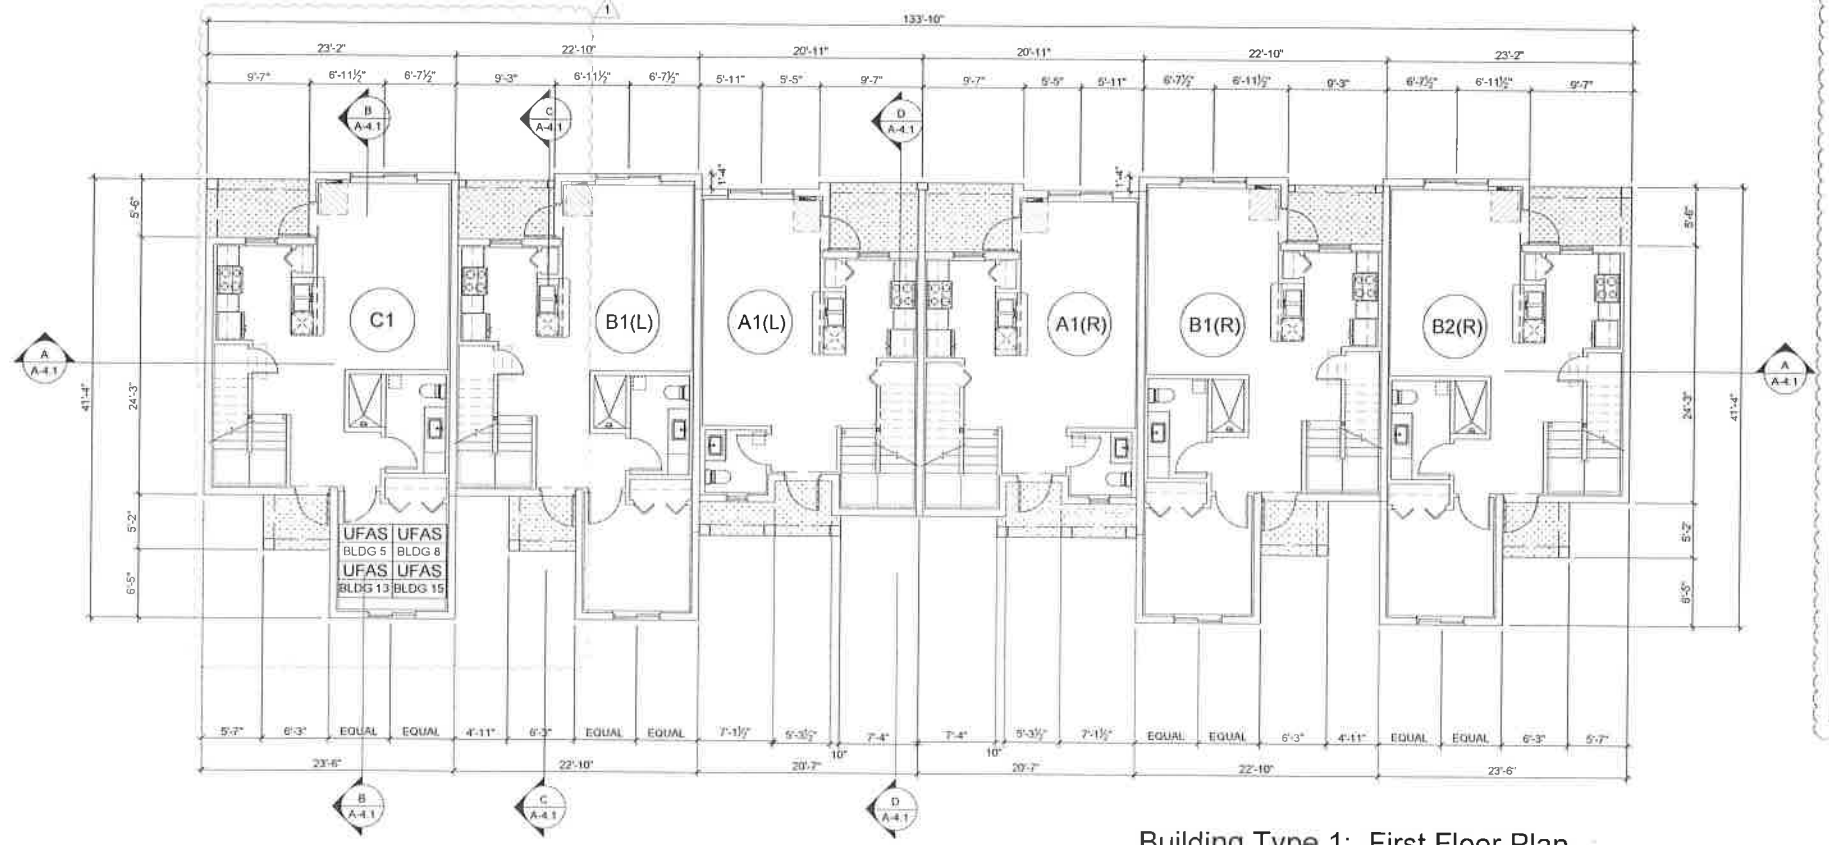 1
133'-10"
23'-2" 22'-10" 20'-11" 20'-11" 22'-10" 23'-2"
9'-7" 6'-11½" 6'-7½" 9'-3" 6'-11½" 6'-7½" 5'-11" 5'-5" 9'-7" 9'-7" 5'-5" 5'-11" 6'-7½" 6'-11½" 9'-3" 6'-7½" 6'-11½" 9'-7"
B
A-4.1
C
A-4.1
D
A-4.1
1'-4" 1'-4"
5'-6" 5'-6"
C1 B1(L) A1(L) A1(R) B1(R) B2(R)
A
A-4.1
A
A-4.1
41'-4" 24'-3" 24'-3" 41'-4"
5'-2" 5'-2"
UFAS UFAS
BLDG 5 BLDG 8
UFAS UFAS
BLDG 13 BLDG 15
6'-5" 6'-5"
5'-7" 6'-3" EQUAL EQUAL 4'-11" 6'-3" EQUAL EQUAL 7'-1½" 5'-3½" 10" 7'-4" 7'-4" 10" 5'-3½" 7'-1½" EQUAL EQUAL 6'-3" 4'-11" EQUAL EQUAL 6'-3" 5'-7"
23'-6" 22'-10" 20'-7" 20'-7" 22'-10" 23'-6"
B
A-4.1
C
A-4.1
D
A-4.1
Building Type 1: First Floor Plan